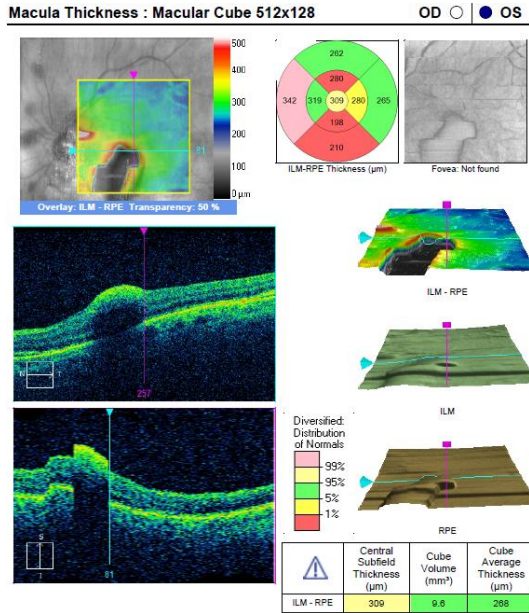 Macula Thickness : Macular Cube 512x128
OD OS
500
400
300
200
100
0 µm
81
Overlay: ILM - RPE Transparency: 50 %
262
280
342
319
309
280
265
198
210
ILM-RPE Thickness (µm)
Fovea: Not found
ILM - RPE
257
ILM
Diversified:
Distribution
of Normals
99%
95%
5%
1%
RPE
S
I
81
Central
Subfield
Thickness
(µm)
Cube
Volume
(mm³)
Cube
Average
Thickness
(µm)
ILM - RPE 309 9.6 268